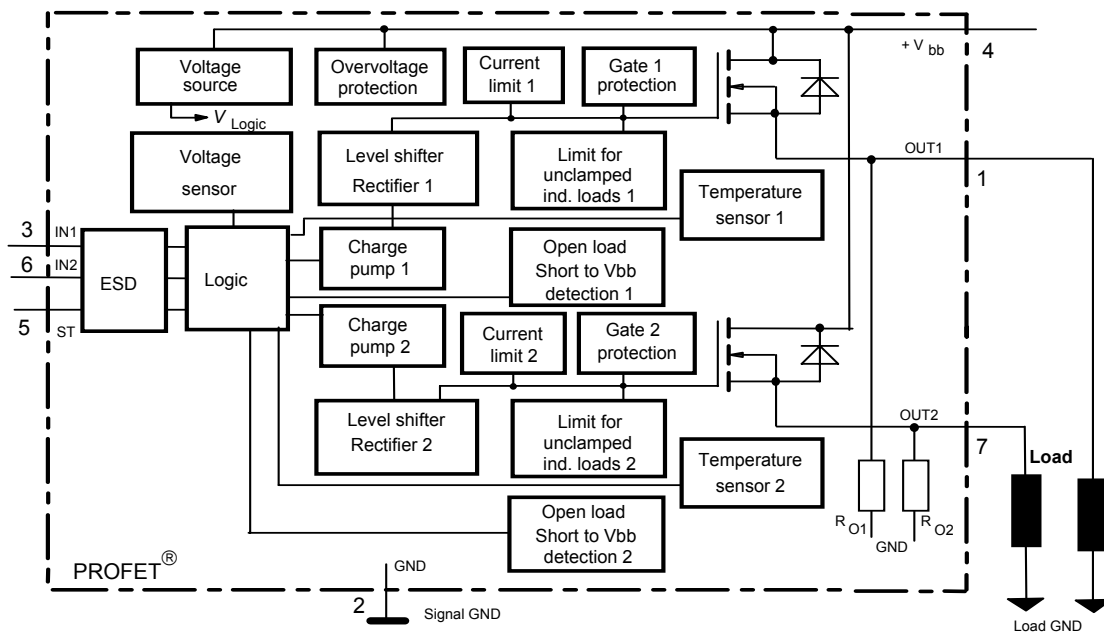 + V bb
4
Voltage
source
Overvoltage
protection
Current
limit 1
Gate 1
protection
V Logic
Voltage
sensor
Level shifter
Rectifier 1
Limit for
unclamped
ind. loads 1
OUT1
1
Temperature
sensor 1
3
IN1
6
IN2
5
ST
ESD
Logic
Charge
pump 1
Open load
Short to Vbb
detection 1
Charge
pump 2
Current
limit 2
Gate 2
protection
Level shifter
Rectifier 2
Limit for
unclamped
ind. loads 2
OUT2
7
Load
Temperature
sensor 2
R O1
GND
R O2
Open load
Short to Vbb
detection 2
PROFET®
GND
2
Signal GND
Load GND